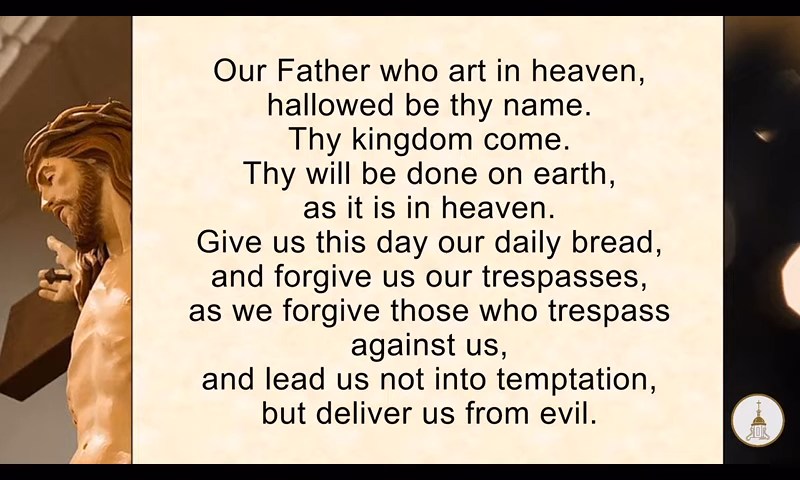 Our Father who art in heaven,
hallowed be thy name.
Thy kingdom come.
Thy will be done on earth,
as it is in heaven.
Give us this day our daily bread,
and forgive us our trespasses,
as we forgive those who trespass
against us,
and lead us not into temptation,
but deliver us from evil.